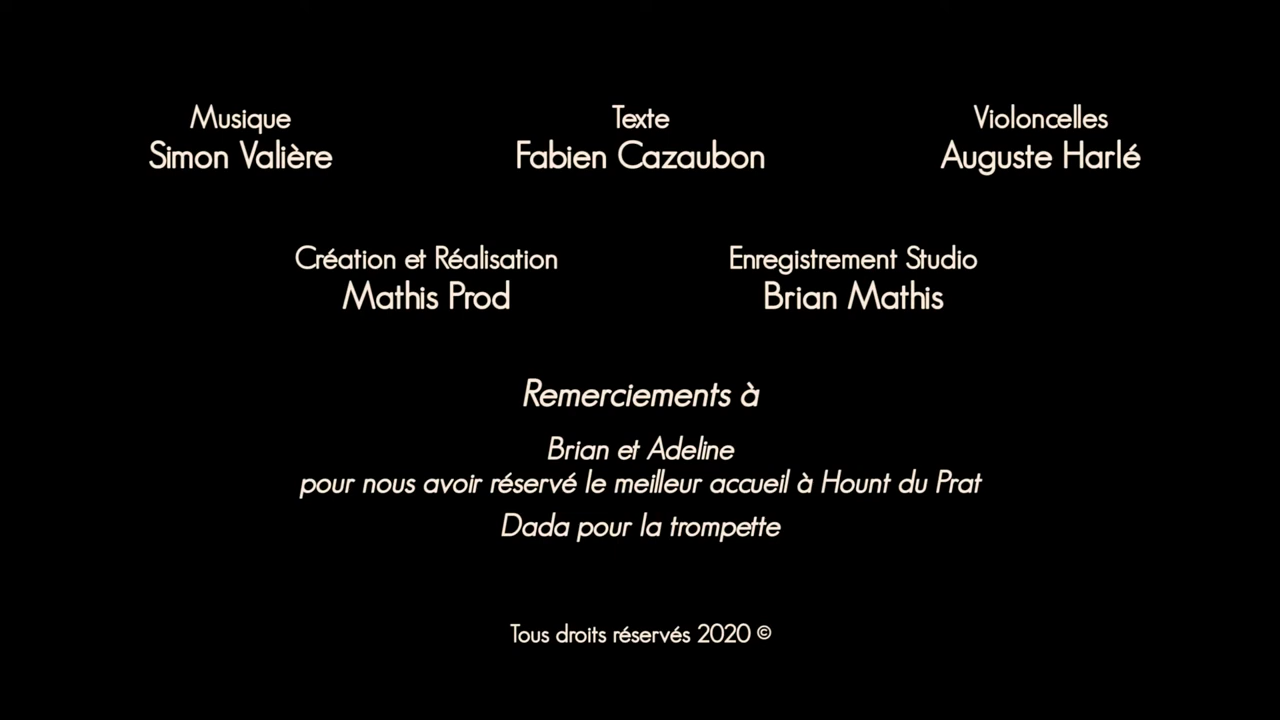 Musique
Simon Valière
Texte
Fabien Cazaubon
Violoncelles
Auguste Harlé
Création et Réalisation
Mathis Prod
Enregistrement Studio
Brian Mathis
Remerciements à
Brian et Adeline
pour nous avoir réservé le meilleur accueil à Hount du Prat
Dada pour la trompette
Tous droits réservés 2020 ©